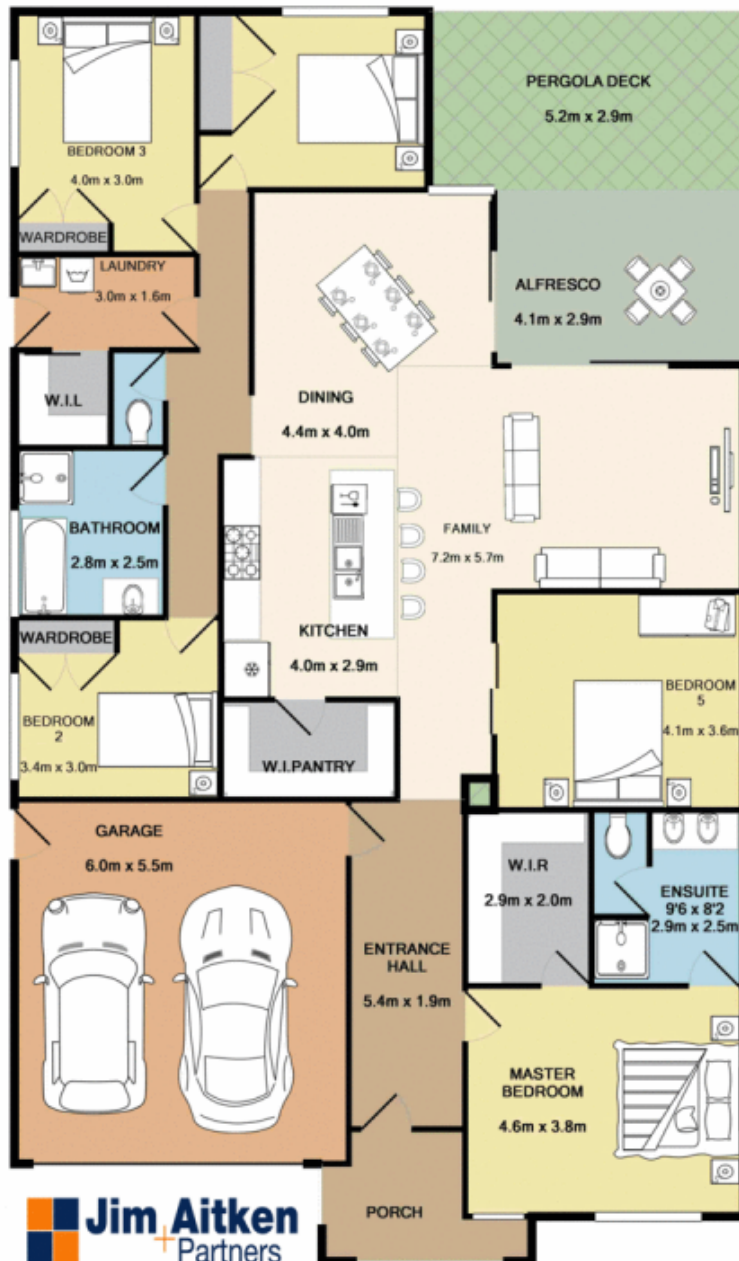 PERGOLA DECK
5.2m x 2.9m
BEDROOM 3
4.0m x 3.0m
WARDROBE
LAUNDRY
3.0m x 1.6m
ALFRESCO
4.1m x 2.9m
W.I.L
DINING
4.4m x 4.0m
BATHROOM
2.8m x 2.5m
FAMILY
7.2m x 5.7m
WARDROBE
KITCHEN
4.0m x 2.9m
BEDROOM
2
3.4m x 3.0m
BEDROOM
5
4.1m x 3.6m
W.I.PANTRY
GARAGE
6.0m x 5.5m
W.I.R
2.9m x 2.0m
ENSUITE
9'6 x 8'2
2.9m x 2.5m
ENTRANCE
HALL
5.4m x 1.9m
MASTER
BEDROOM
4.6m x 3.8m
PORCH
Jim Aitken
+ Partners